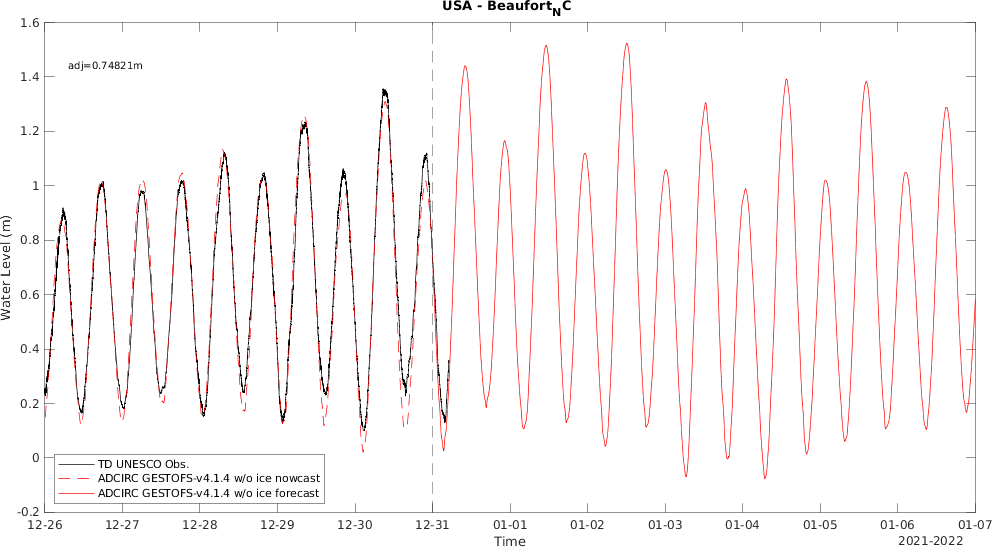 USA - Beaufort_NC
adj=0.74821m
Water Level (m)
1.6
1.4
1.2
1
0.8
0.6
0.4
0.2
0
-0.2
TD UNESCO Obs.
ADCIRC GESTOFS-v4.1.4 w/o ice nowcast
ADCIRC GESTOFS-v4.1.4 w/o ice forecast
12-26 12-27 12-28 12-29 12-30 12-31 01-01 01-02 01-03 01-04 01-05 01-06 01-07
Time
2021-2022